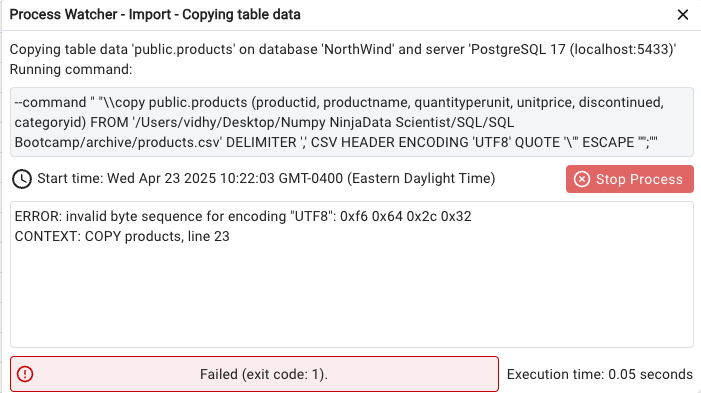 Process Watcher - Import - Copying table data
Copying table data 'public.products' on database 'NorthWind' and server 'PostgreSQL 17 (localhost:5433)'
Running command:
--command " "\\copy public.products (productid, productname, quantityperunit, unitprice, discontinued,
categoryid) FROM '/Users/vidhy/Desktop/Numpy NinjaData Scientist/SQL/SQL
Bootcamp/archive/products.csv' DELIMITER ',' CSV HEADER ENCODING 'UTF8' QUOTE '\"' ESCAPE '''';""
Start time: Wed Apr 23 2025 10:22:03 GMT-0400 (Eastern Daylight Time)
Stop Process
ERROR: invalid byte sequence for encoding "UTF8": 0xf6 0x64 0x2c 0x32
CONTEXT: COPY products, line 23
Failed (exit code: 1).
Execution time: 0.05 seconds